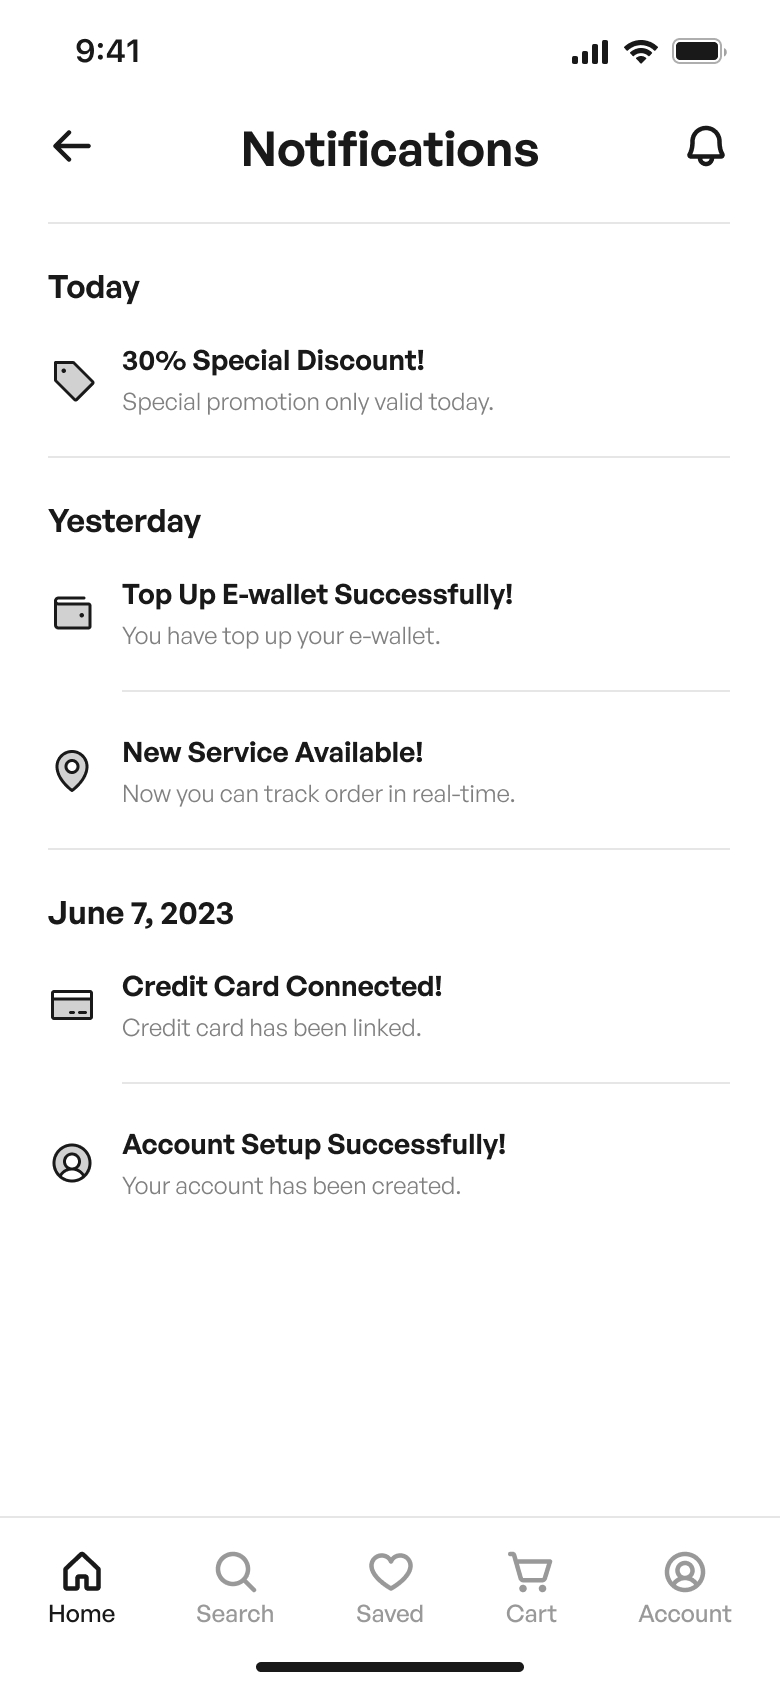 9:41
Notifications
Today
30% Special Discount!
Special promotion only valid today.
Yesterday
Top Up E-wallet Successfully!
You have top up your e-wallet.
New Service Available!
Now you can track order in real-time.
June 7, 2023
Credit Card Connected!
Credit card has been linked.
Account Setup Successfully!
Your account has been created.
Home Search Saved Cart Account